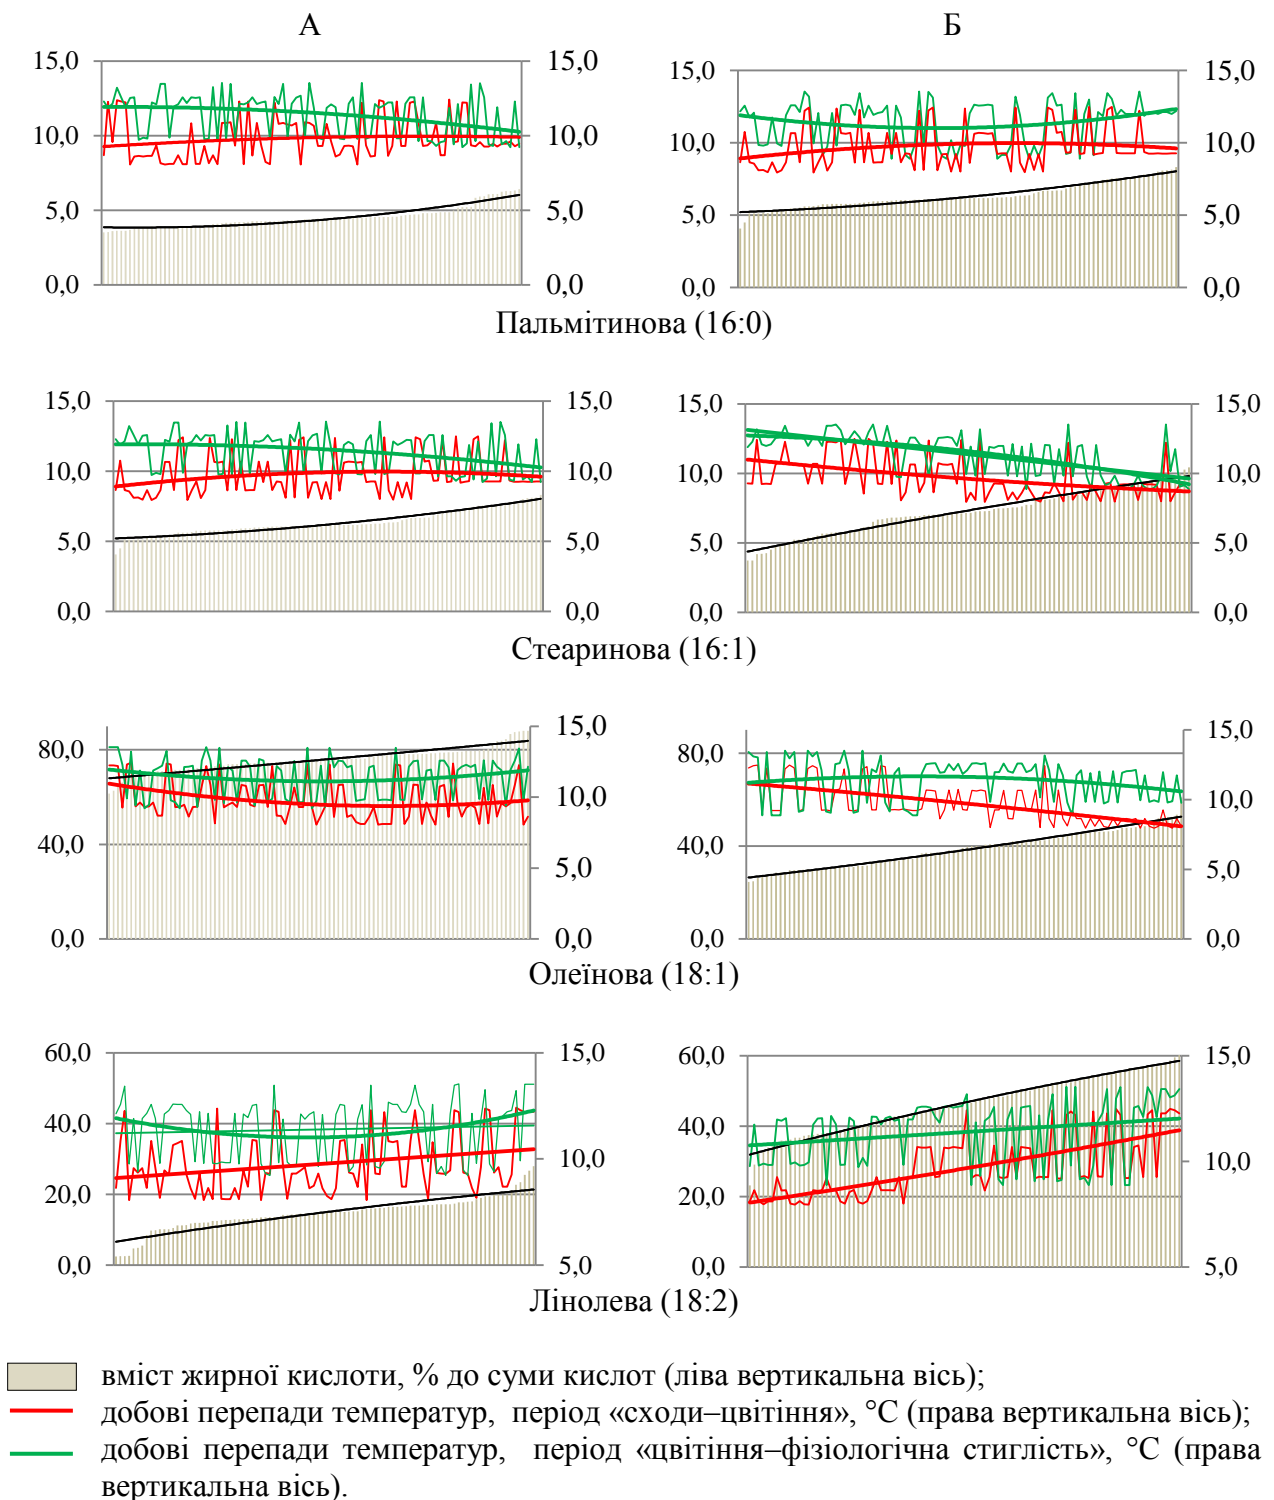 А Б
15,0 15,0 15,0 15,0
10,0 10,0 10,0 10,0
5,0 5,0 5,0 5,0
0,0 0,0 0,0 0,0
Пальмітинова (16:0)
15,0 15,0 15,0 15,0
10,0 10,0 10,0 10,0
5,0 5,0 5,0 5,0
0,0 0,0 0,0 0,0
Стеаринова (16:1)
80,0 15,0 80,0 15,0
40,0 10,0 40,0 10,0
5,0 5,0
0,0 0,0 0,0 0,0
Олеїнова (18:1)
60,0 15,0 60,0 15,0
40,0 10,0 40,0 10,0
20,0 20,0
0,0 5,0 0,0 5,0
Лінолева (18:2)
вміст жирної кислоти, % до суми кислот (ліва вертикальна вісь);
добові перепади температур, період «сходи–цвітіння», °С (права вертикальна вісь);
добові перепади температур, період «цвітіння–фізіологічна стиглість», °С (права
вертикальна вісь).